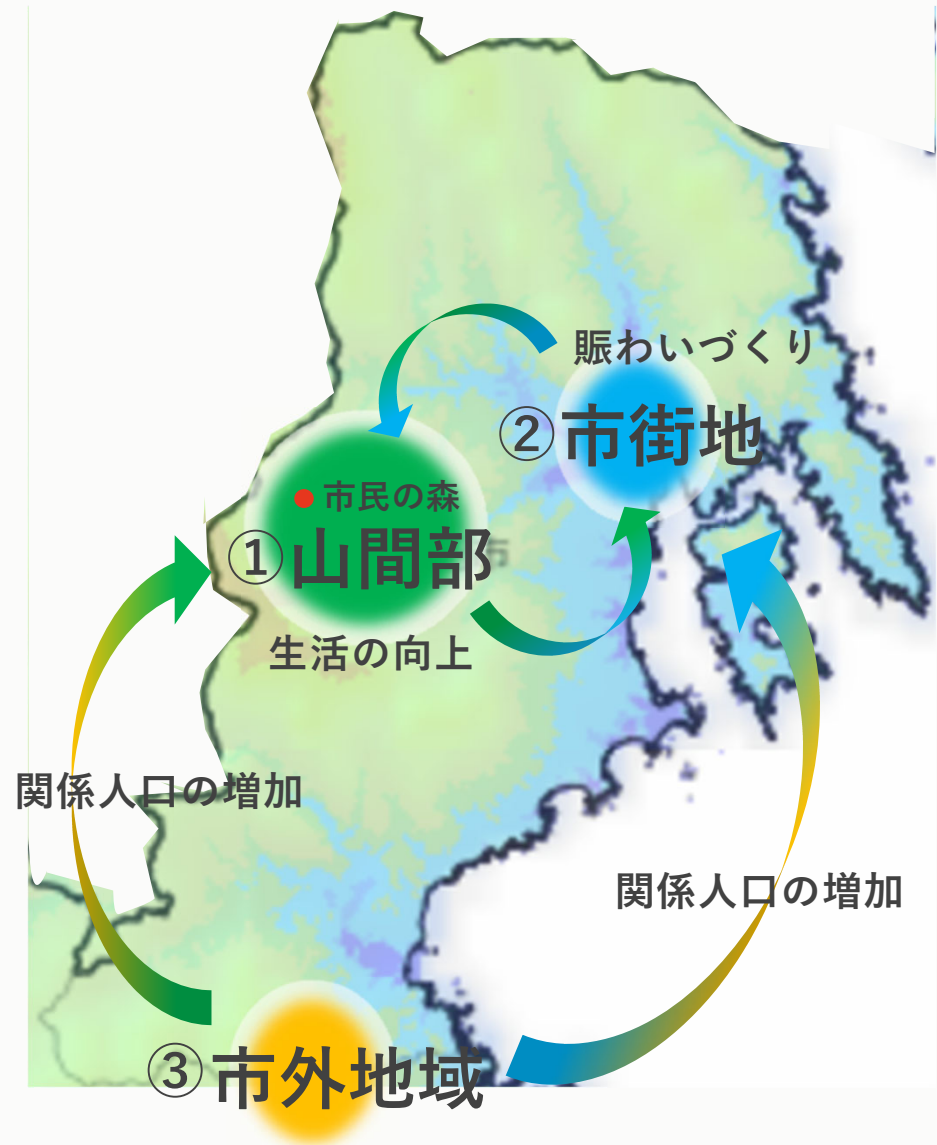 賑わいづくり
②市街地
市民の森
①山間部
市
生活の向上
関係人口の増加
関係人口の増加
③市外地域